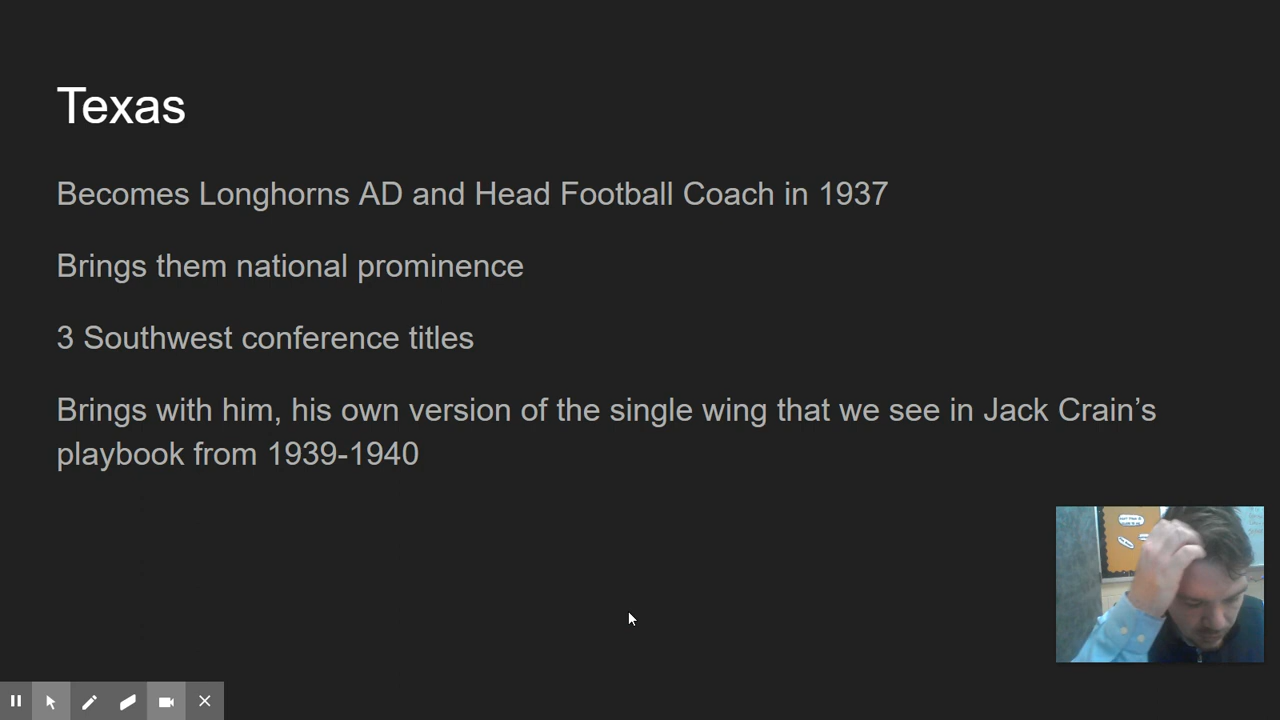 Texas
Becomes Longhorns AD and Head Football Coach in 1937
Brings them national prominence
3 Southwest conference titles
Brings with him, his own version of the single wing that we see in Jack Crain’s
playbook from 1939-1940